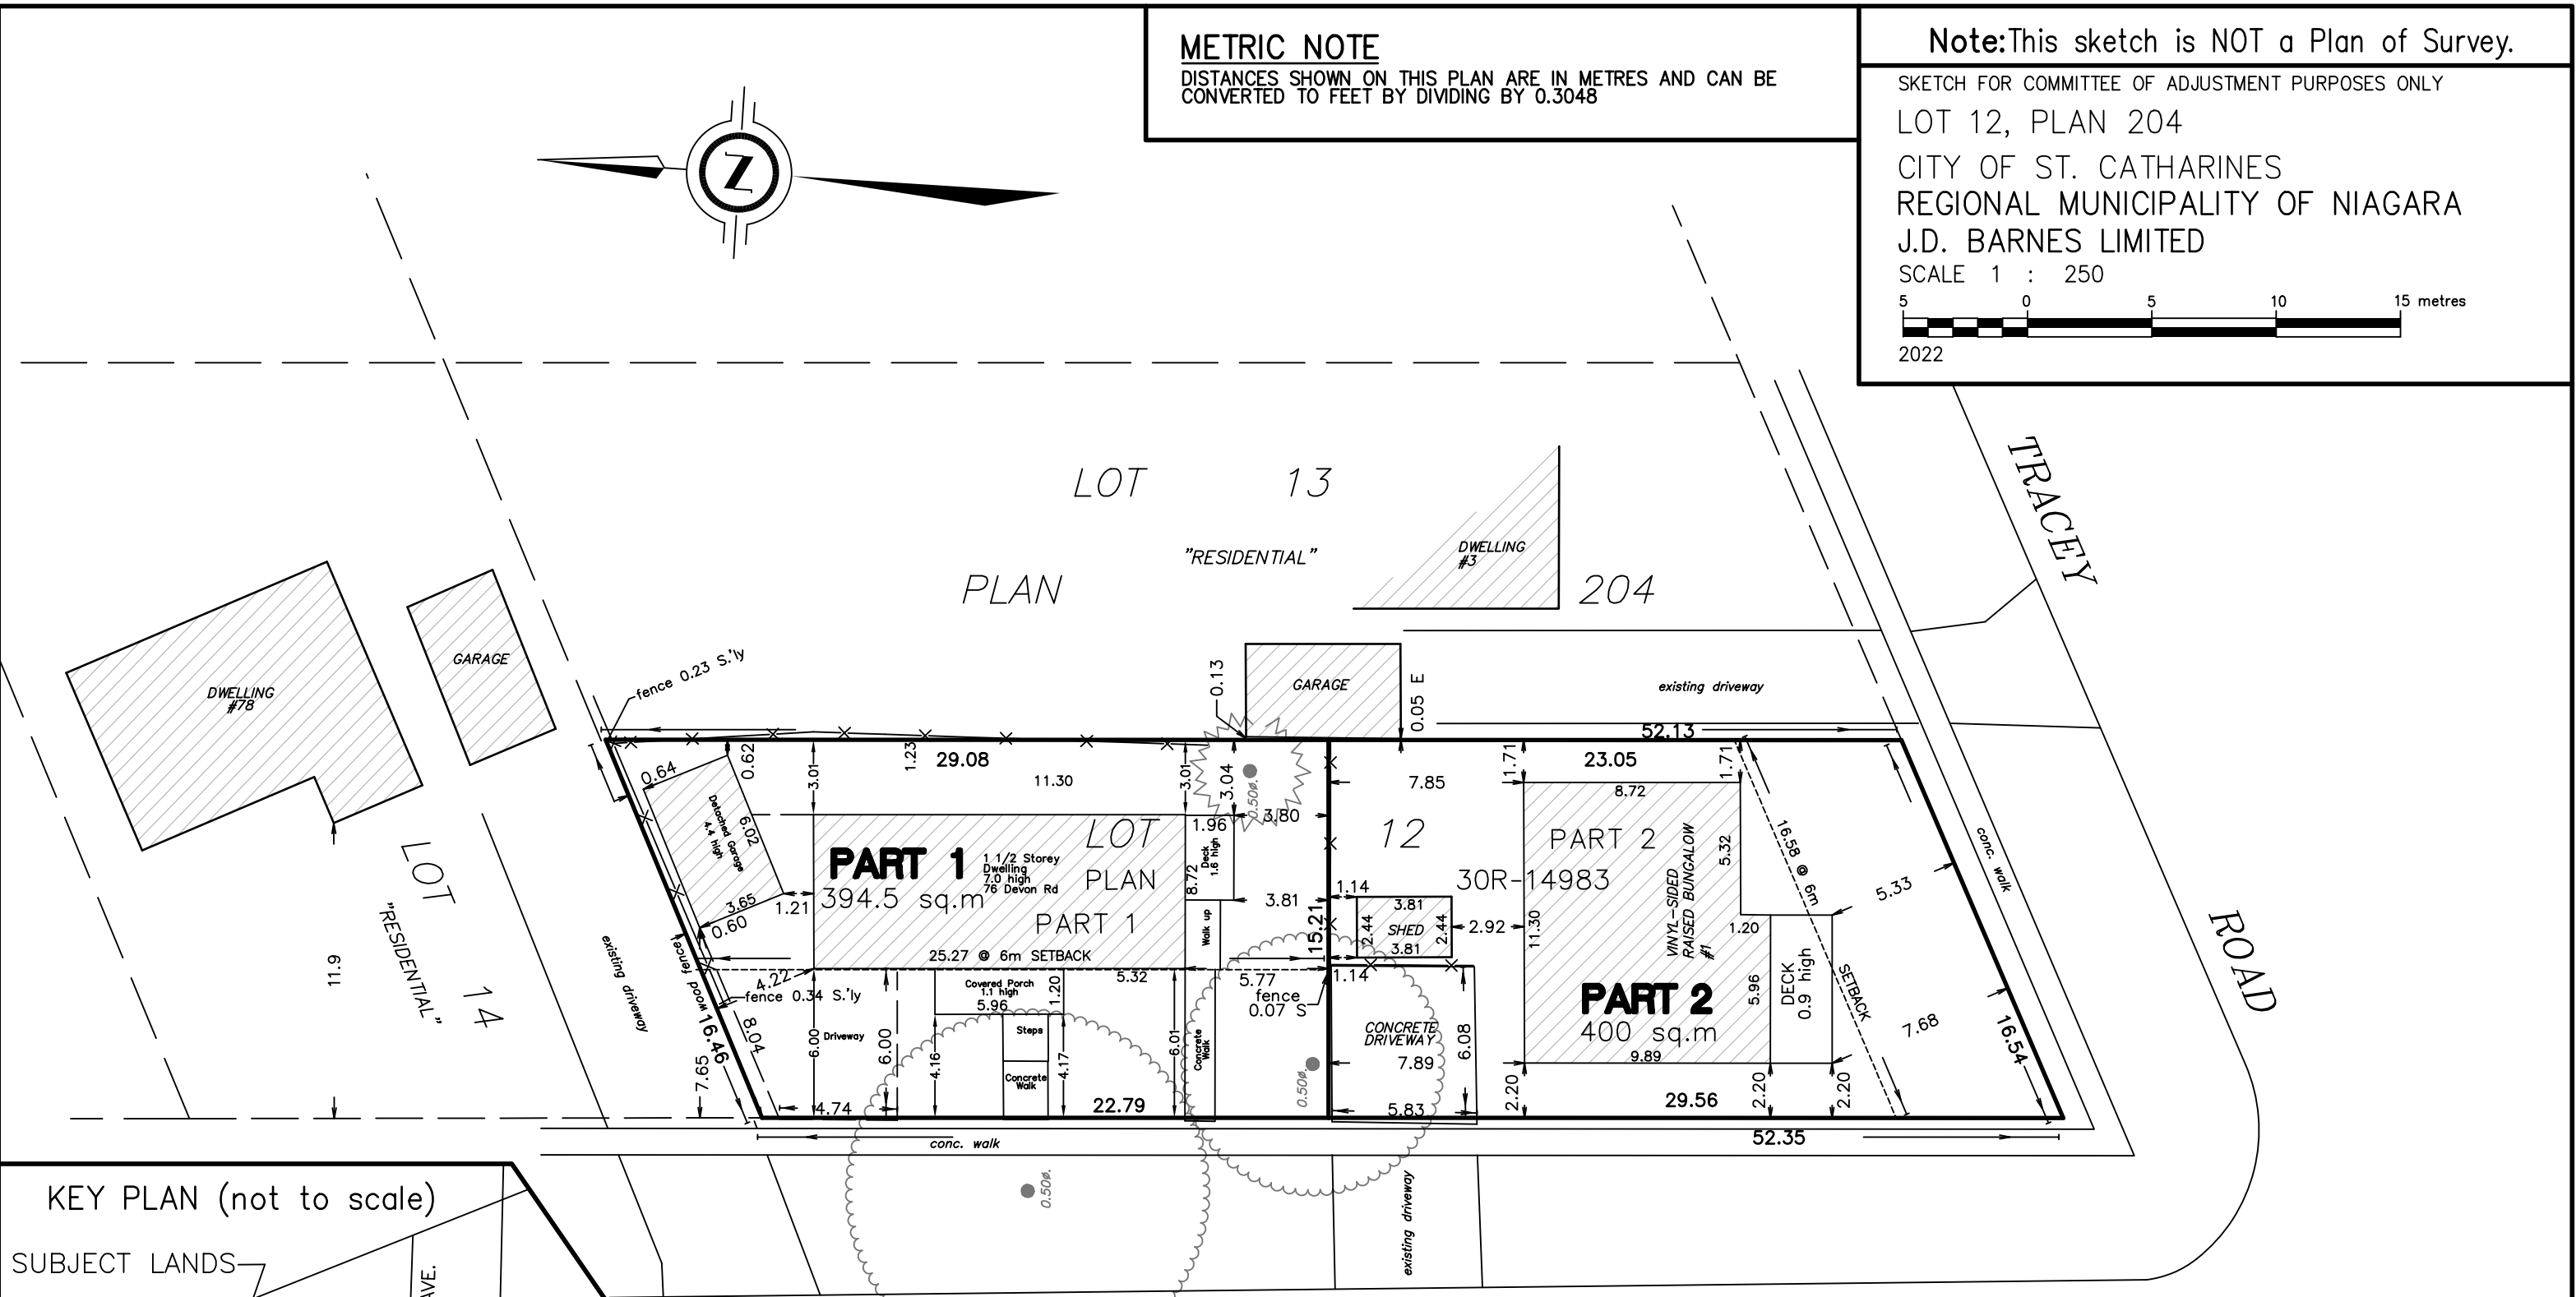 METRIC NOTE
DISTANCES SHOWN ON THIS PLAN ARE IN METRES AND CAN BE
CONVERTED TO FEET BY DIVIDING BY 0.3048
Note:This sketch is NOT a Plan of Survey.
SKETCH FOR COMMITTEE OF ADJUSTMENT PURPOSES ONLY
LOT 12, PLAN 204
CITY OF ST. CATHARINES
REGIONAL MUNICIPALITY OF NIAGARA
J.D. BARNES LIMITED
SCALE 1 : 250
5 0 5 10 15 metres
2022
N
TRACEY
ROAD
LOT 13
"RESIDENTIAL"
PLAN 204
DWELLING
#3
GARAGE
existing driveway
0.13
0.05 E
52.13
DWELLING
#78
GARAGE
fence 0.23 S.'ly
11.9
LOT 14
"RESIDENTIAL"
existing driveway
wood fence
16.46
7.65
8.04
0.64
0.62
Detached Garage
4.4 high
6.02
3.65
0.60
1.21
4.22
fence 0.34 S.'ly
3.01
1.23
29.08
11.30
3.01
3.04
0.50ø.
3.80
PART 1
394.5 sq.m
1 1/2 Storey
Dwelling
7.0 high
76 Devon Rd
LOT 12
PLAN
30R-14983
PART 1
25.27 @ 6m SETBACK
5.32
1.96
Deck
1.6 high
8.72
Walk up
3.81
15.21
5.77
fence
0.07 S
Covered Porch
1.1 high
5.96
1.20
Steps
Concrete
Walk
Driveway
6.00
6.00
4.16
4.17
6.01
Concrete
Walk
4.74
22.79
0.50ø.
0.50ø.
7.85
1.71
23.05
1.71
8.72
PART 2
1.14
3.81
SHED
2.44
2.44
3.81
2.92
1.14
11.30
5.32
VINYL-SIDED
RAISED BUNGALOW
#1
1.20
PART 2
400 sq.m
5.96
DECK
0.9 high
9.89
16.58 @ 6m
SETBACK
5.33
7.68
16.54
conc. walk
CONCRETE
DRIVEWAY
7.89
6.08
5.83
2.20
29.56
2.20
2.20
52.35
conc. walk
existing driveway
KEY PLAN (not to scale)
SUBJECT LANDS
AVE.